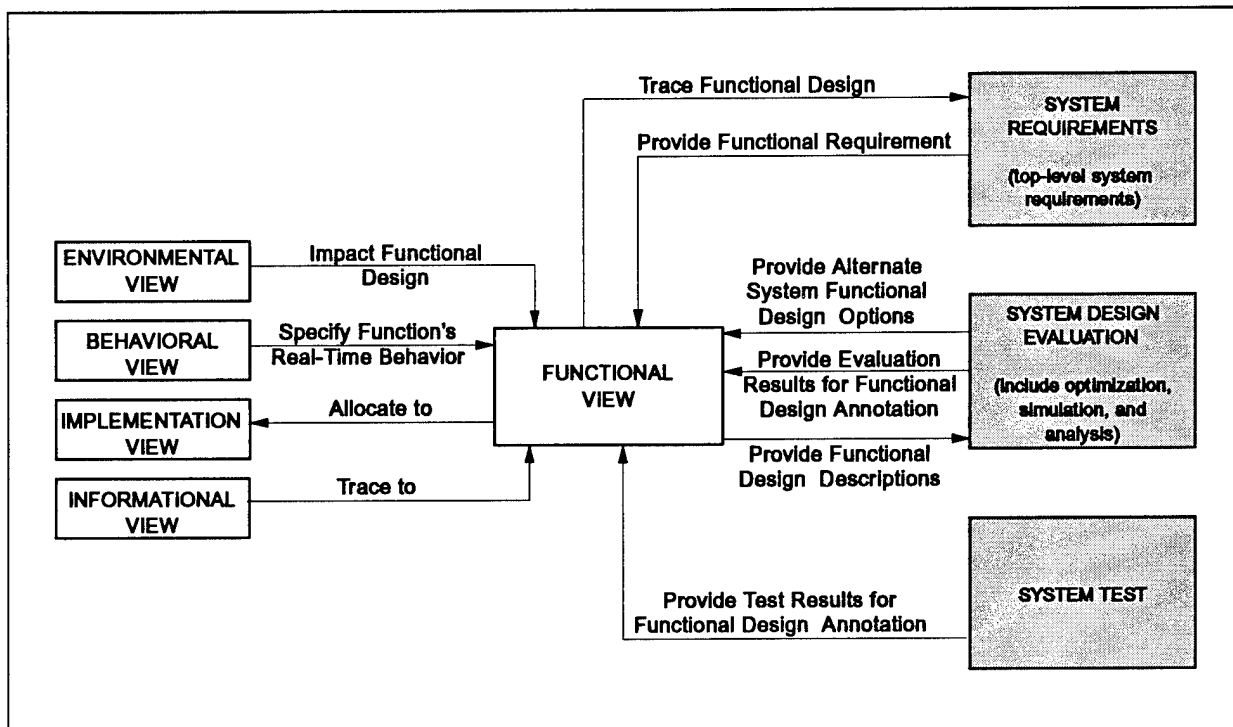 Trace Functional Design
Provide Functional Requirement
SYSTEM
REQUIREMENTS
(top-level system
requirements)
ENVIRONMENTAL
VIEW
Impact Functional
Design
BEHAVIORAL
VIEW
Specify Function's
Real-Time Behavior
IMPLEMENTATION
VIEW
Allocate to
INFORMATIONAL
VIEW
Trace to
FUNCTIONAL
VIEW
Provide Alternate
System Functional
Design Options
Provide Evaluation
Results for Functional
Design Annotation
Provide Functional
Design Descriptions
SYSTEM DESIGN
EVALUATION
(include optimization,
simulation, and
analysis)
Provide Test Results for
Functional Design Annotation
SYSTEM TEST